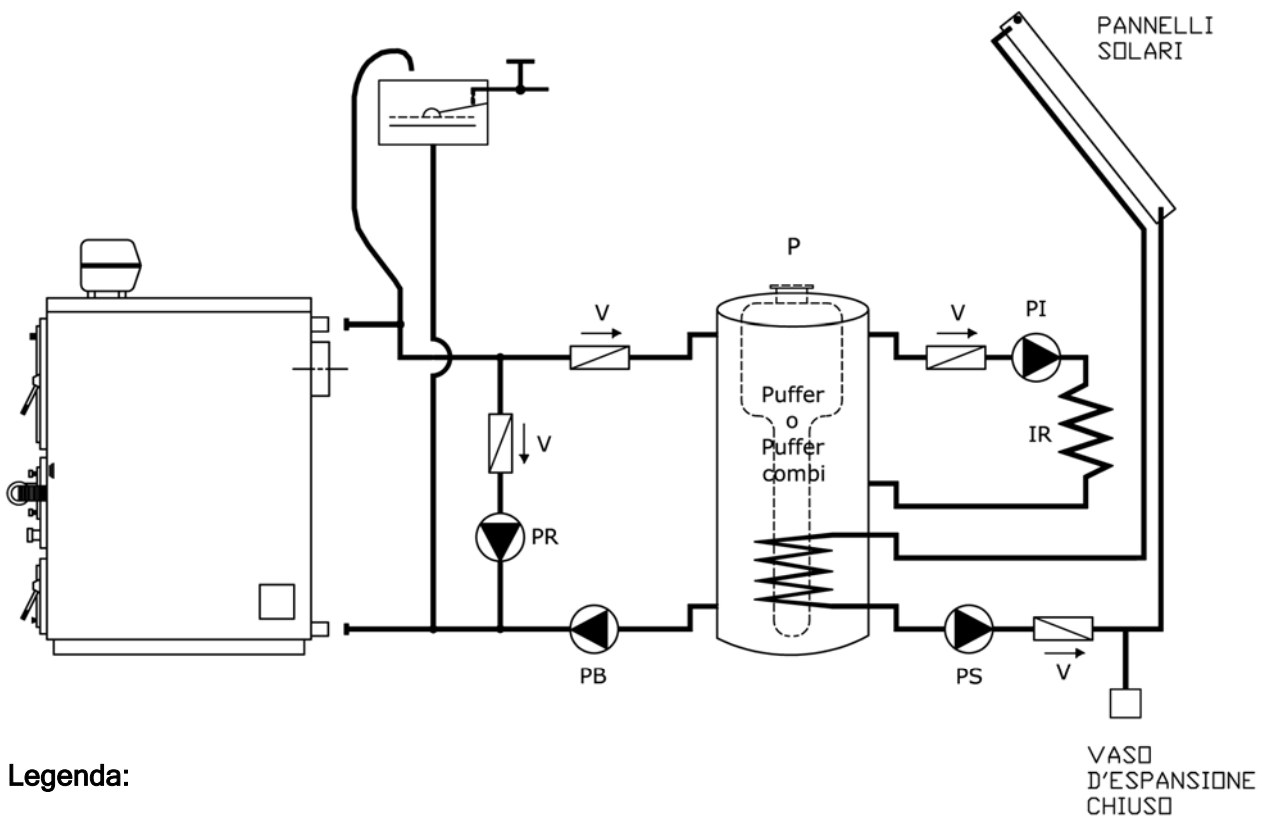 PANNELLI
SOLARI
P
V
V
PI
Puffer
o
Puffer
combi
IR
V
PR
PB
PS
V
VASO
D'ESPANSIONE
CHIUSO
Legenda: